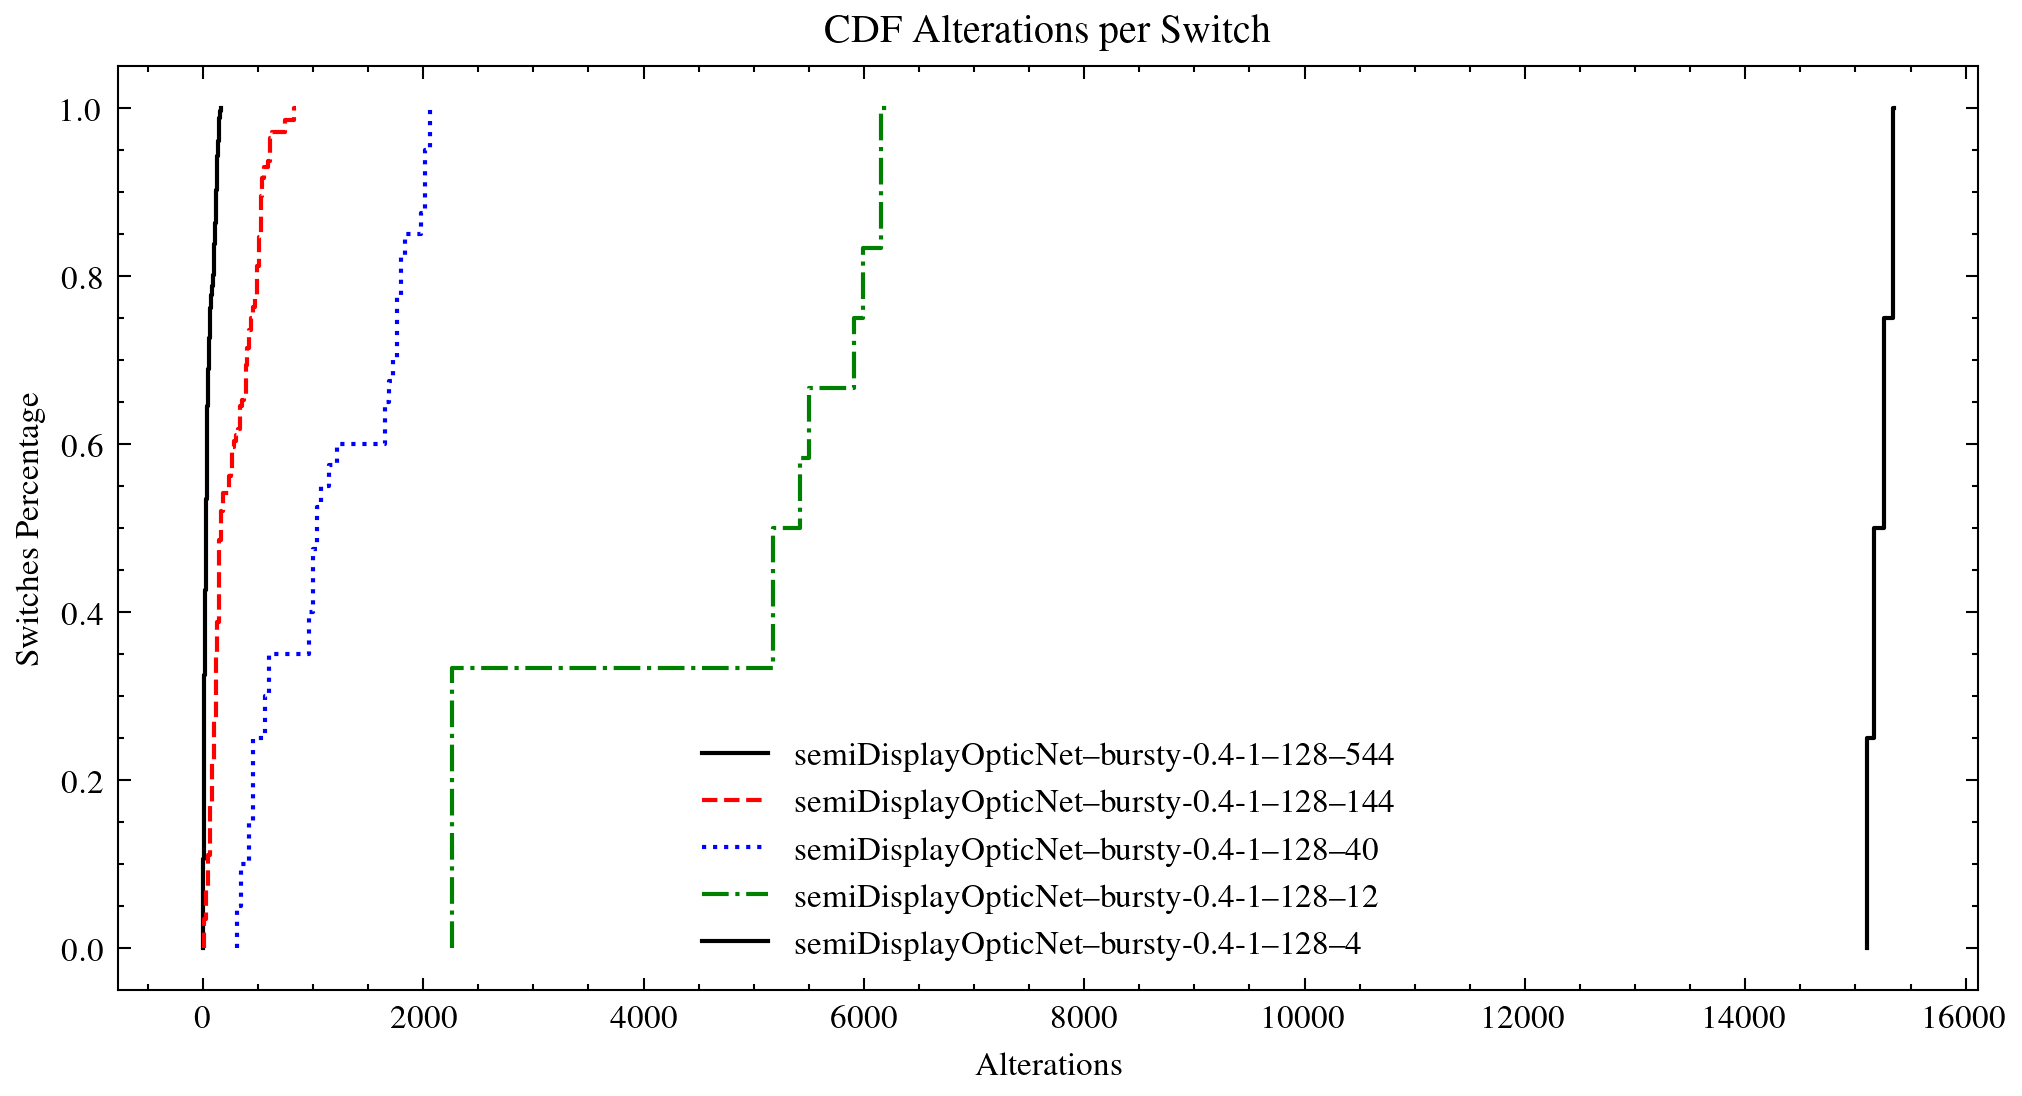 CDF Alterations per Switch
1.0
0.8
0.6
0.4
0.2
0.0
Switches Percentage
semiDisplayOpticNet–bursty-0.4-1–128–544
semiDisplayOpticNet–bursty-0.4-1–128–144
semiDisplayOpticNet–bursty-0.4-1–128–40
semiDisplayOpticNet–bursty-0.4-1–128–12
semiDisplayOpticNet–bursty-0.4-1–128–4
0 2000 4000 6000 8000 10000 12000 14000 16000
Alterations